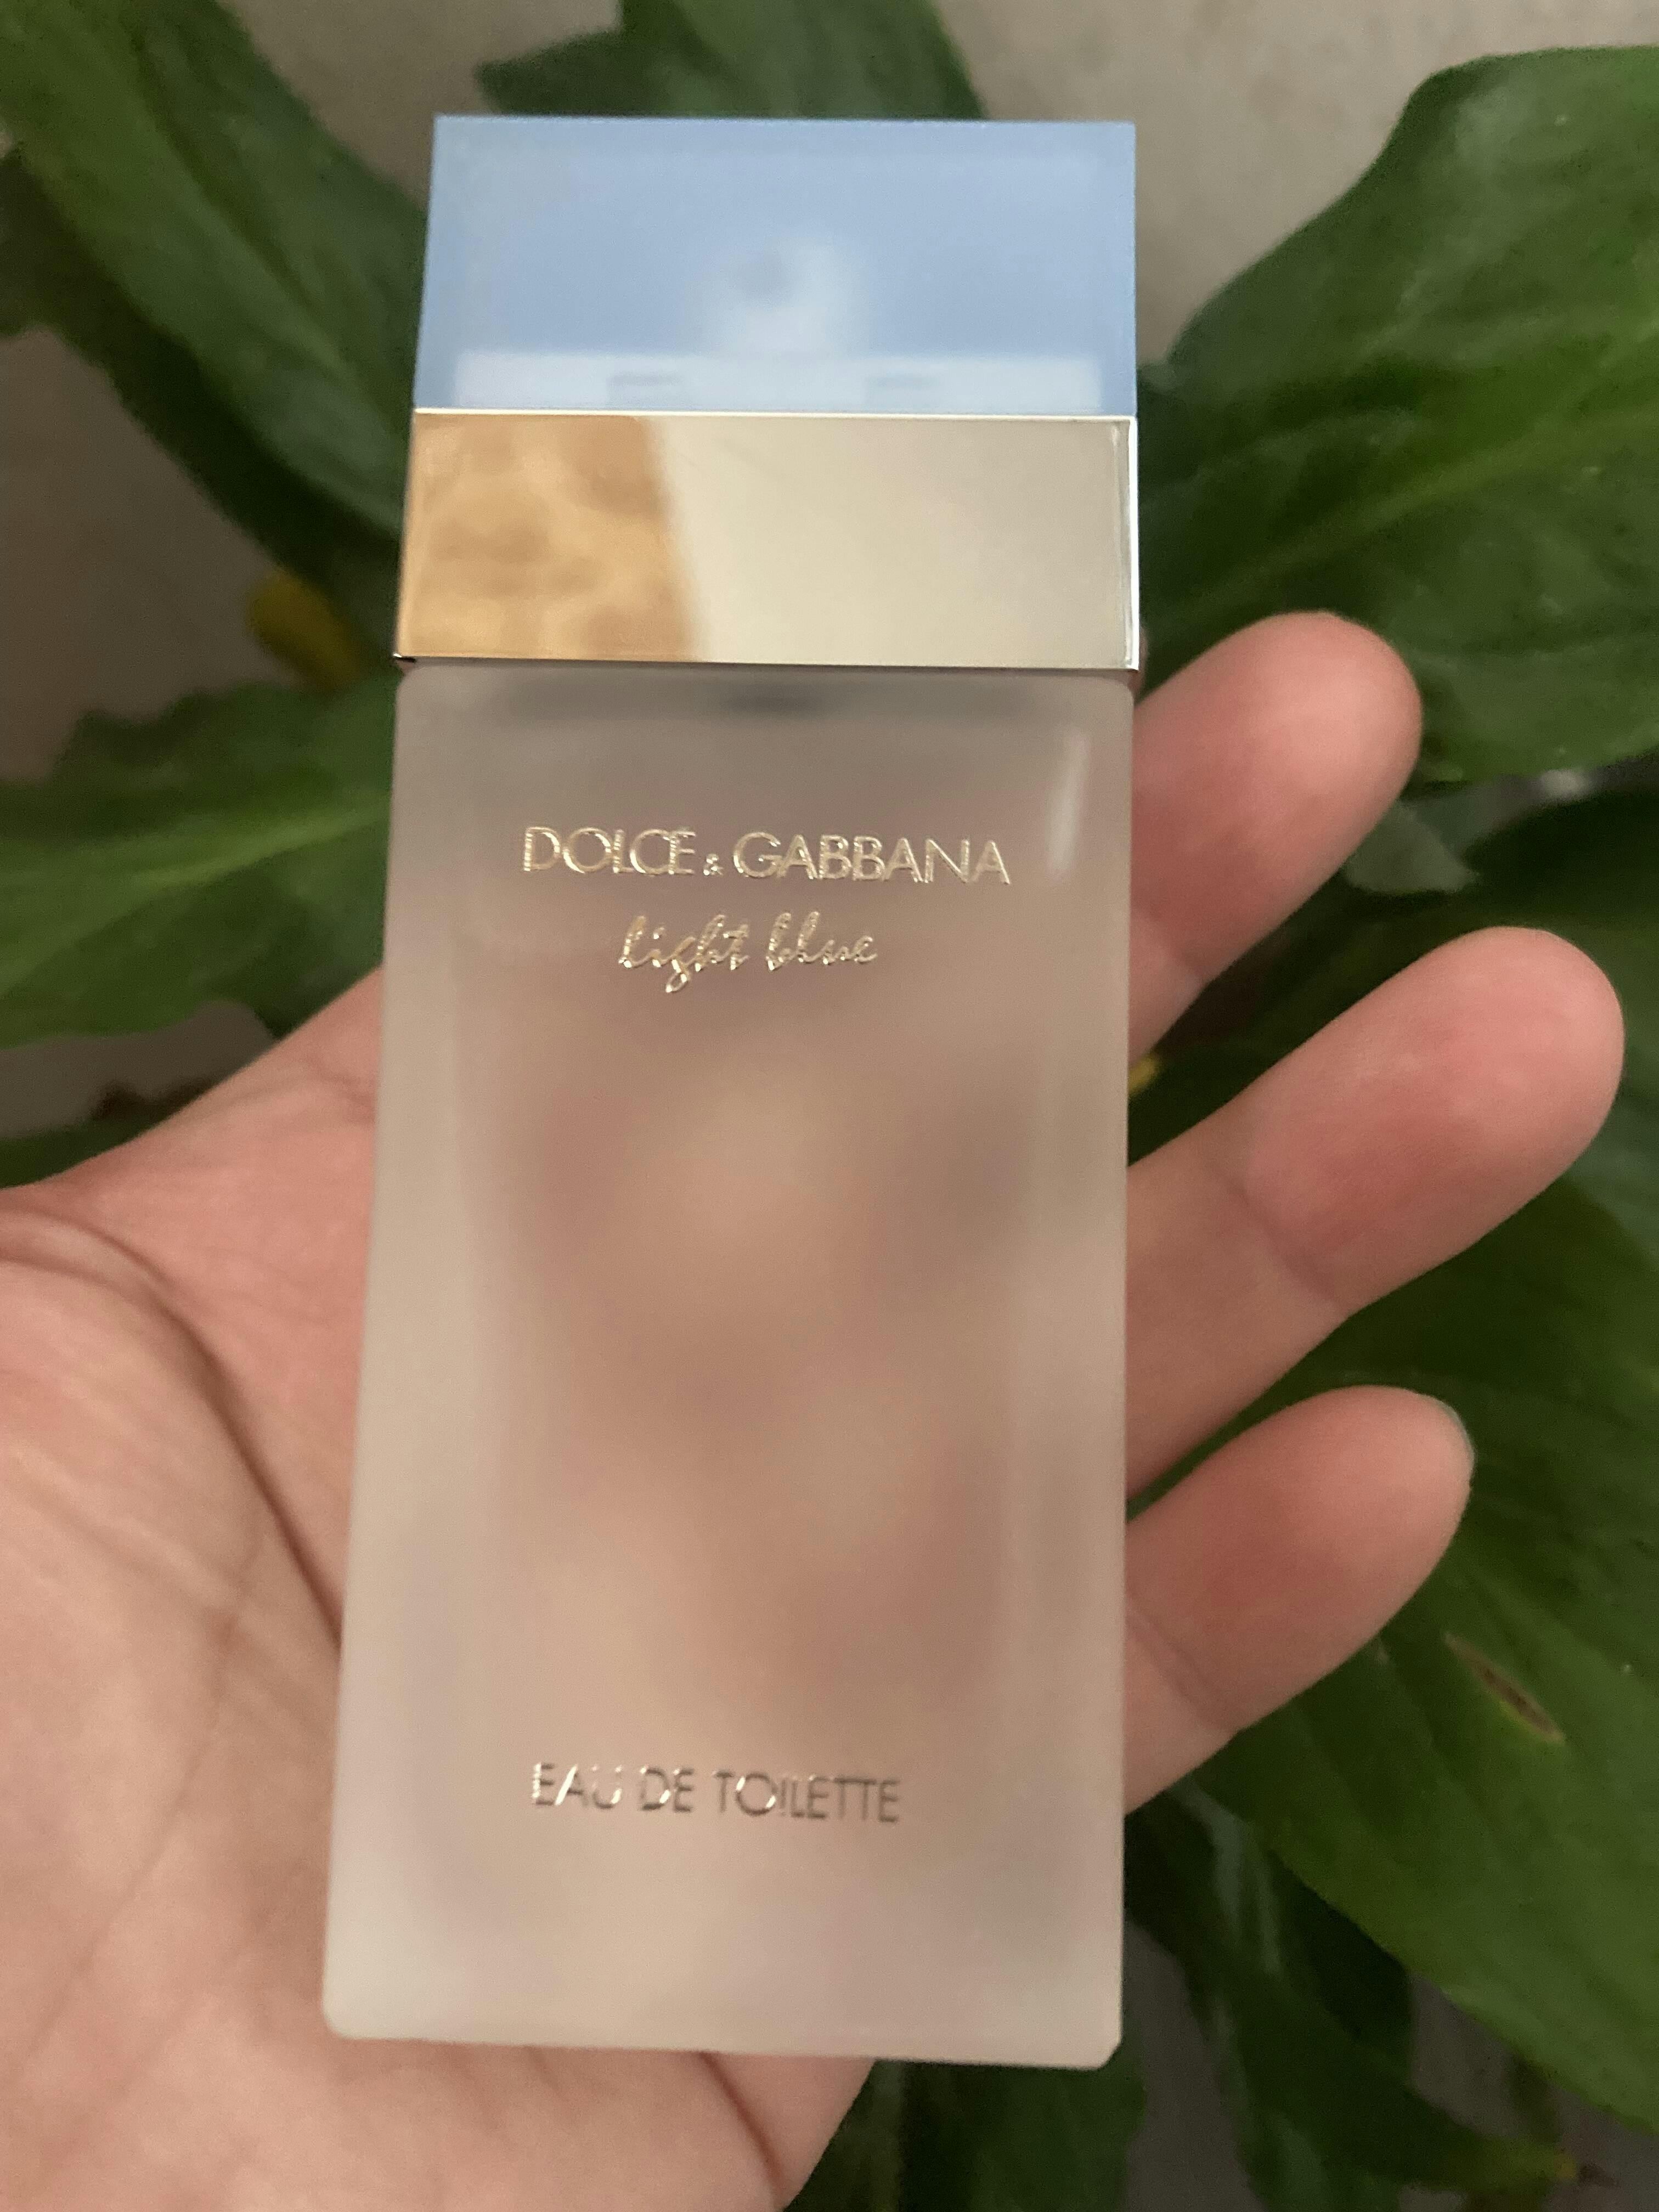 DOLCE & GABBANA
light blue
EAU DE TOILETTE